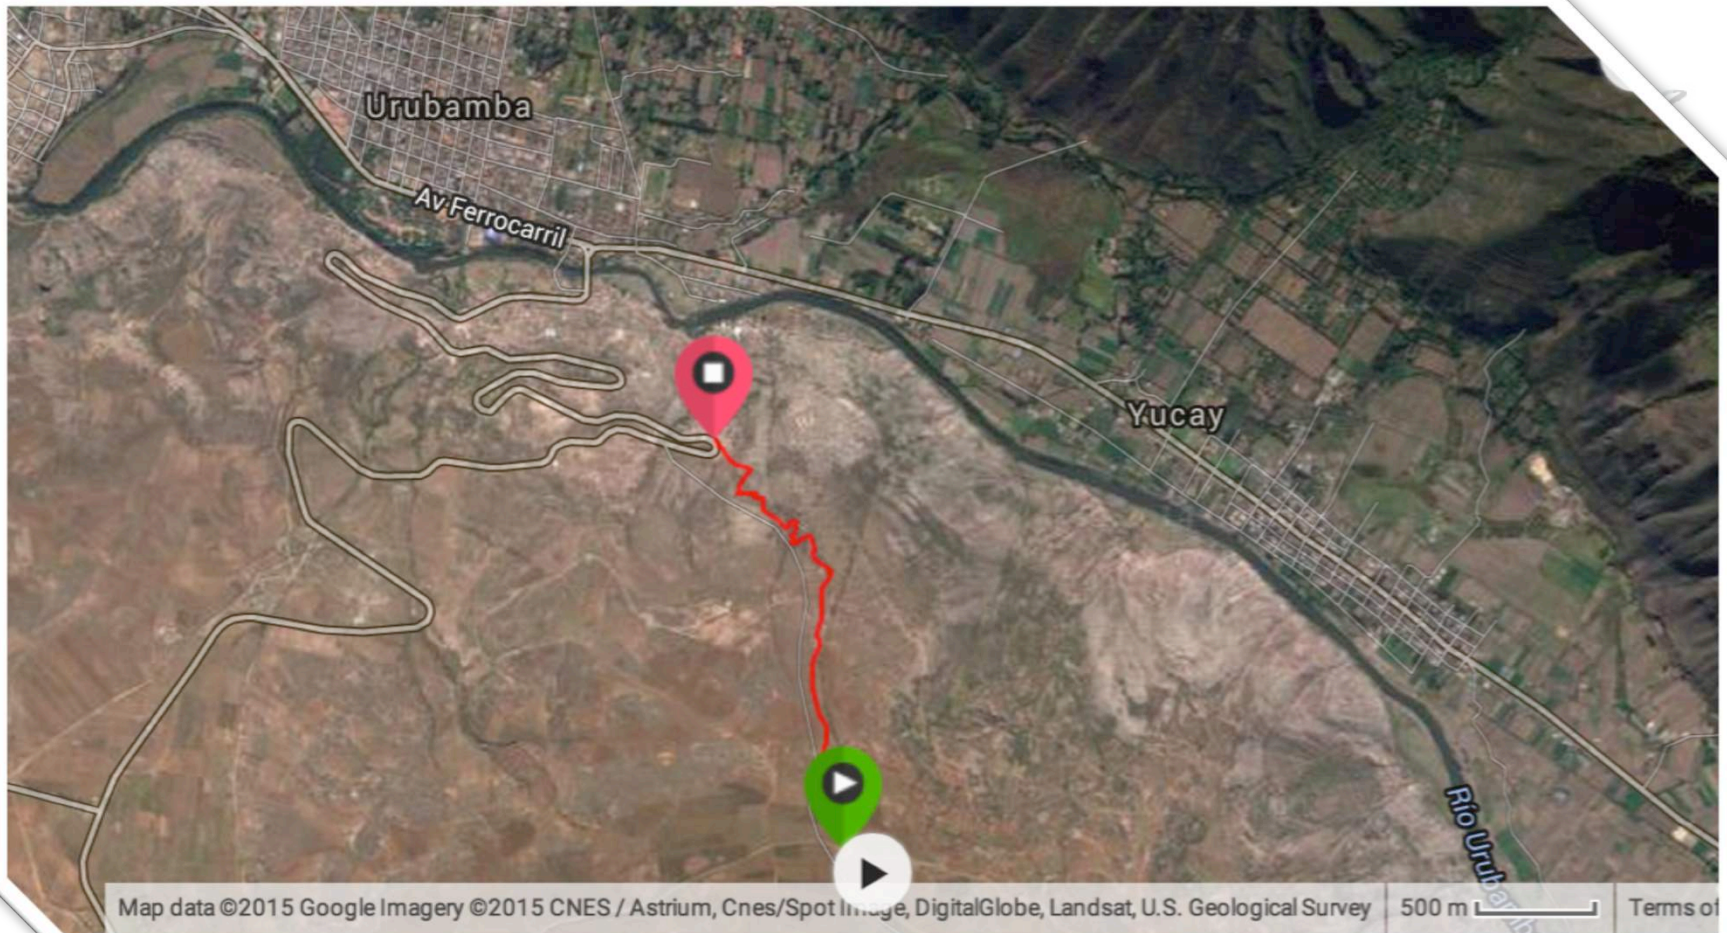 Urubamba
Av Ferrocarril
Yucay
Río Urubamb
Map data ©2015 Google Imagery ©2015 CNES / Astrium, Cnes/Spot Image, DigitalGlobe, Landsat, U.S. Geological Survey
500 m
Terms of